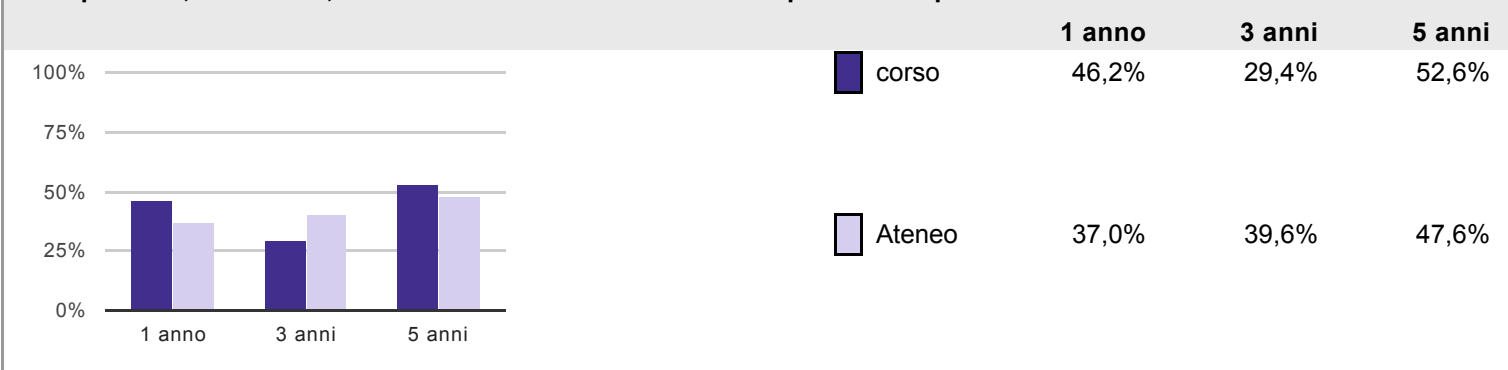 1 anno 3 anni 5 anni
100%
75%
50%
25%
0%
1 anno 3 anni 5 anni
corso 46,2% 29,4% 52,6%
Ateneo 37,0% 39,6% 47,6%